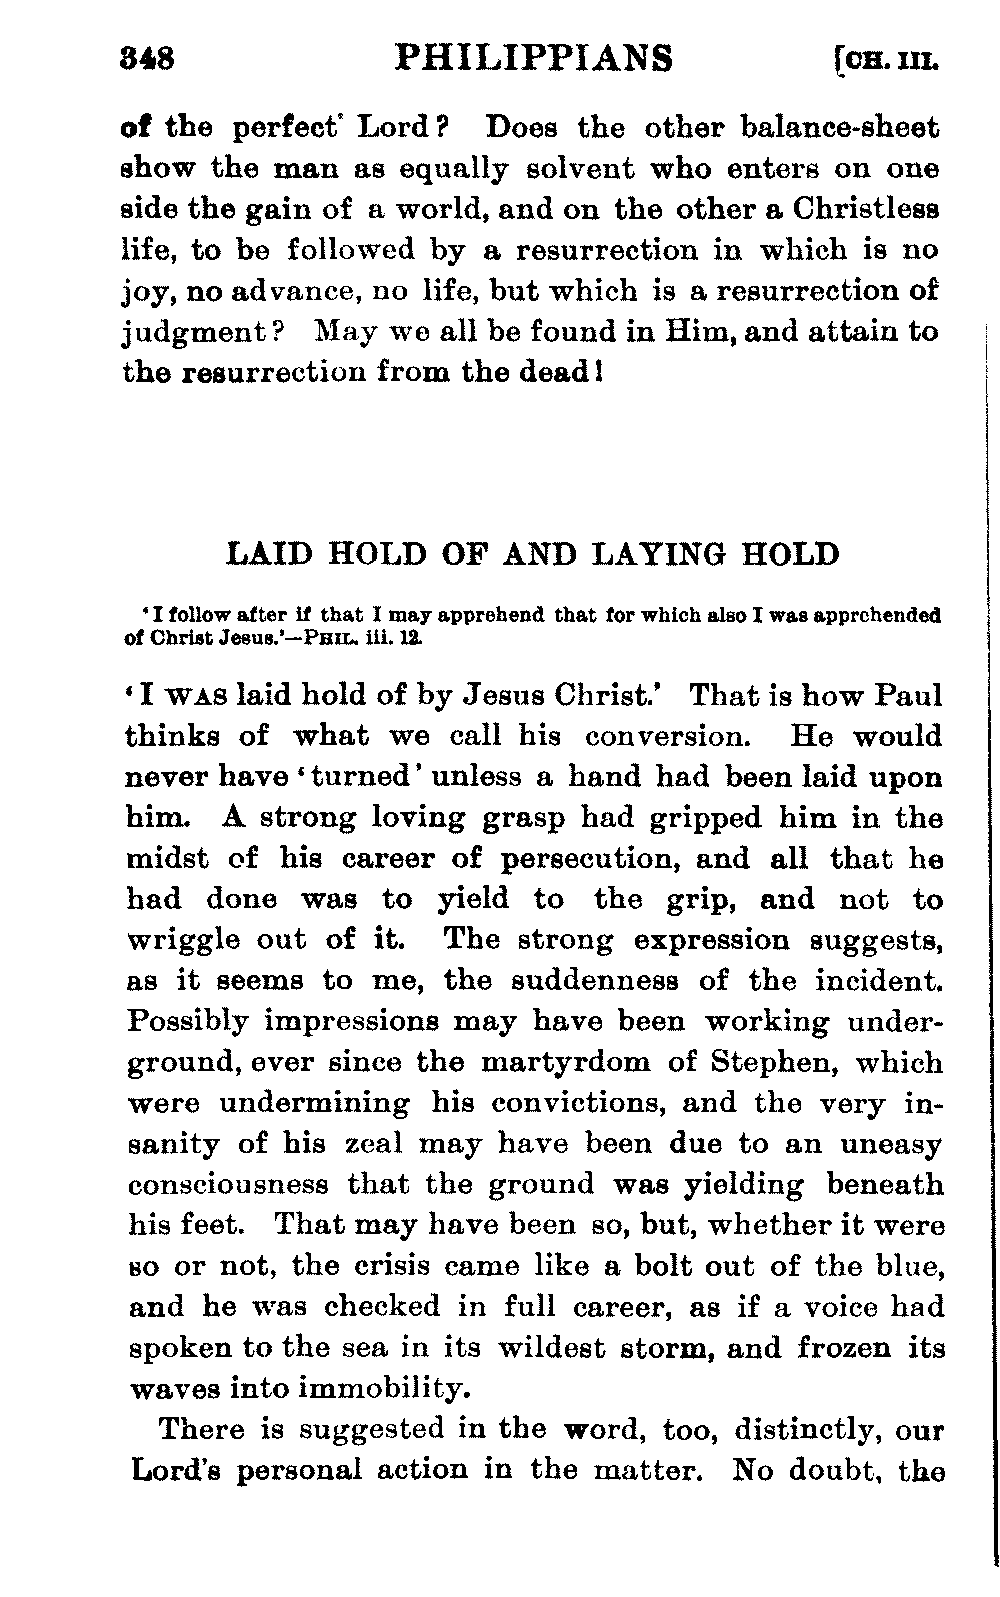 348 PHILIPPIANS [CH. III.
of the perfect' Lord? Does the other balance-sheet
show the man as equally solvent who enters on one
side the gain of a world, and on the other a Christless
life, to be followed by a resurrection in which is no
joy, no advance, no life, but which is a resurrection of
judgment? May we all be found in Him, and attain to
the resurrection from the dead!
LAID HOLD OF AND LAYING HOLD
'I follow after if that I may apprehend that for which also I was apprehended
of Christ Jesus.'—PHIL. iii. 12.
'I WAS laid hold of by Jesus Christ.' That is how Paul
thinks of what we call his conversion. He would
never have 'turned' unless a hand had been laid upon
him. A strong loving grasp had gripped him in the
midst of his career of persecution, and all that he
had done was to yield to the grip, and not to
wriggle out of it. The strong expression suggests,
as it seems to me, the suddenness of the incident.
Possibly impressions may have been working under-
ground, ever since the martyrdom of Stephen, which
were undermining his convictions, and the very in-
sanity of his zeal may have been due to an uneasy
consciousness that the ground was yielding beneath
his feet. That may have been so, but, whether it were
so or not, the crisis came like a bolt out of the blue,
and he was checked in full career, as if a voice had
spoken to the sea in its wildest storm, and frozen its
waves into immobility.
There is suggested in the word, too, distinctly, our
Lord's personal action in the matter. No doubt, the